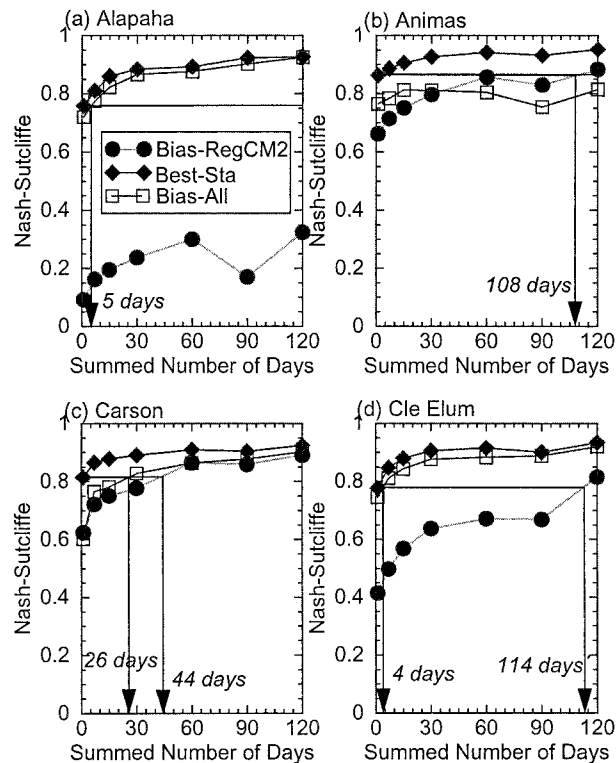 (a) Alapaha
Nash-Sutcliffe
1
0.8
0.6
0.4
0.2
0
Bias-RegCM2
Best-Sta
Bias-All
5 days
0 30 60 90 120
Summed Number of Days
(b) Animas
Nash-Sutcliffe
1
0.8
0.6
0.4
0.2
0
108 days
0 30 60 90 120
Summed Number of Days
(c) Carson
Nash-Sutcliffe
1
0.8
0.6
0.4
0.2
0
26 days
44 days
0 30 60 90 120
Summed Number of Days
(d) Cle Elum
Nash-Sutcliffe
1
0.8
0.6
0.4
0.2
0
4 days
114 days
0 30 60 90 120
Summed Number of Days